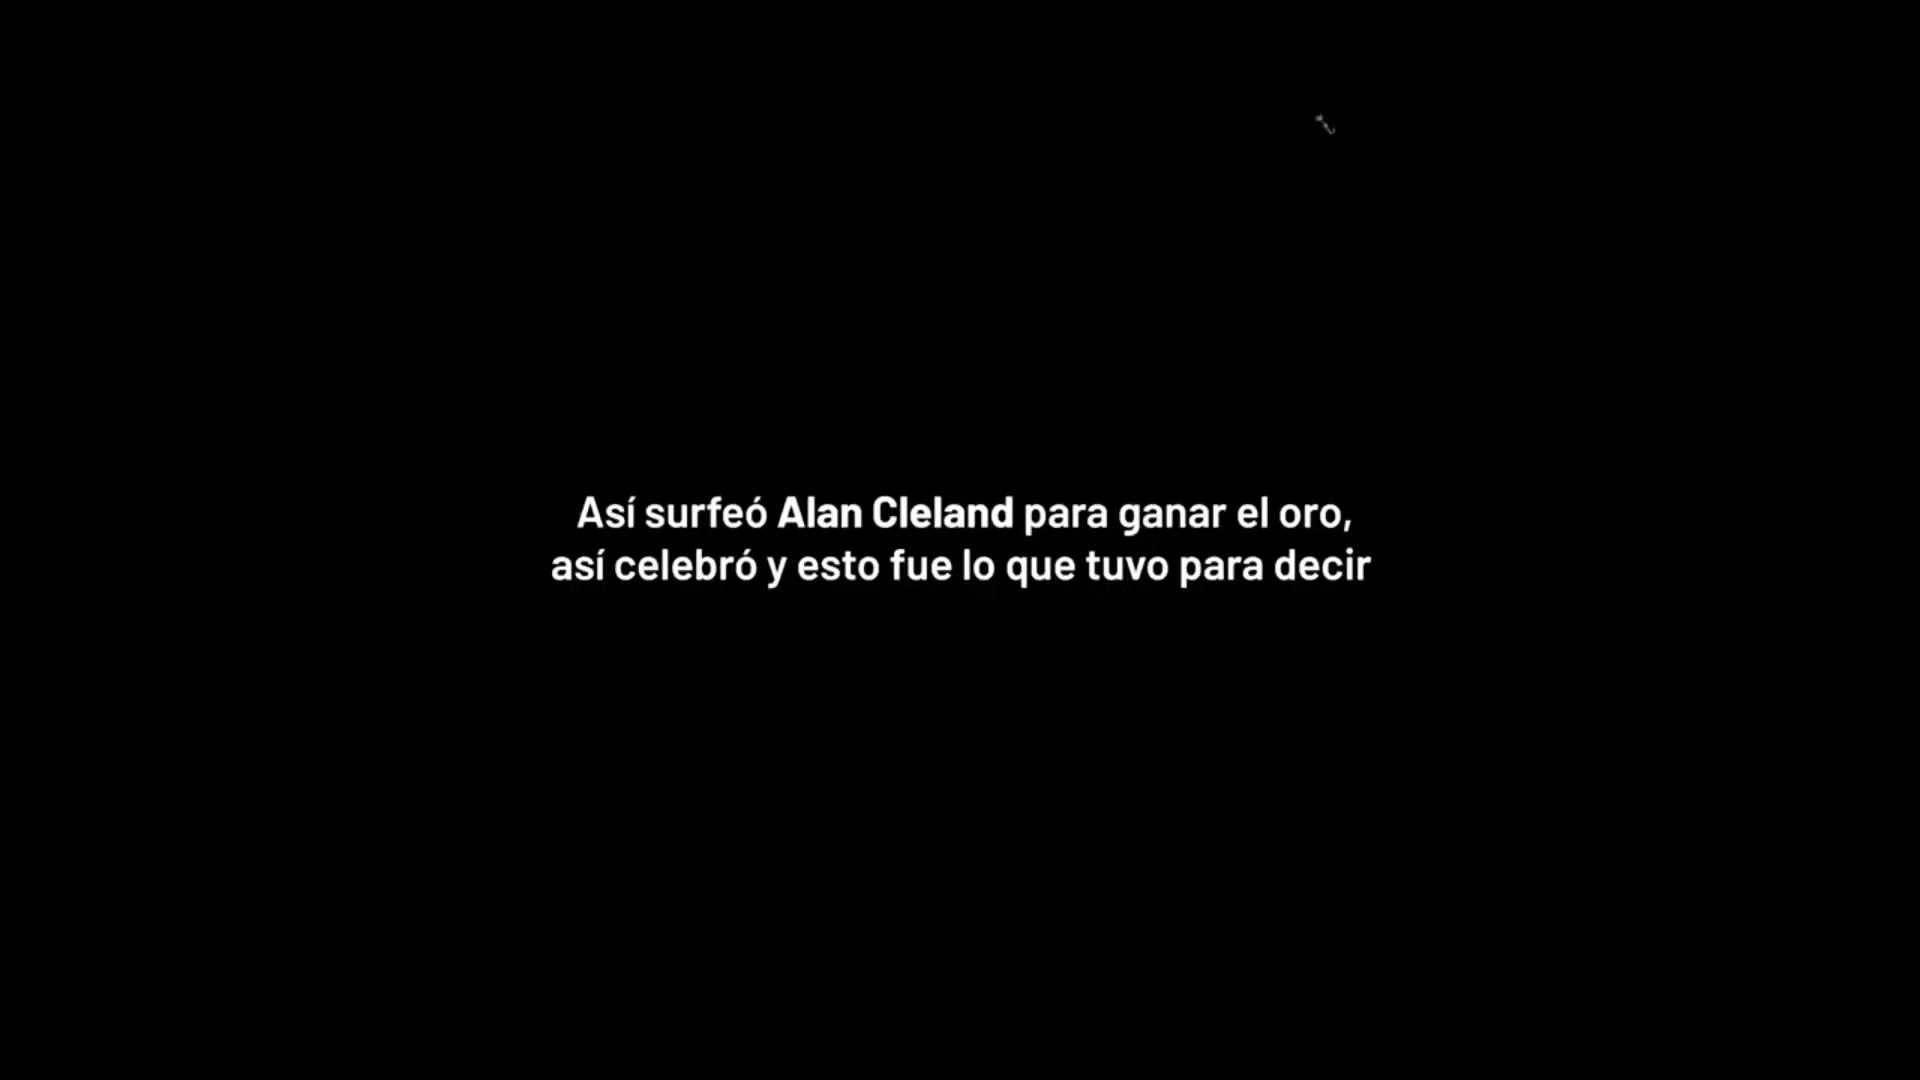 Así surfeó Alan Cleland para ganar el oro,
así celebró y esto fue lo que tuvo para decir